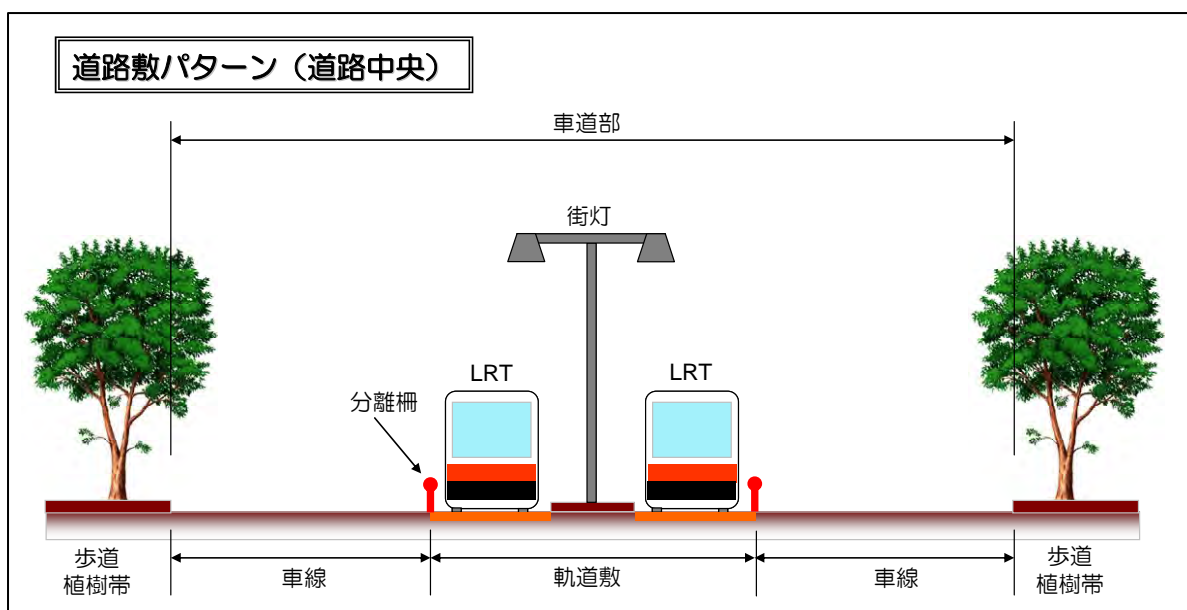 道路敷パターン（道路中央）
車道部
街灯
LRT
LRT
分離柵
歩道
植樹帯
車線
軌道敷
車線
歩道
植樹帯